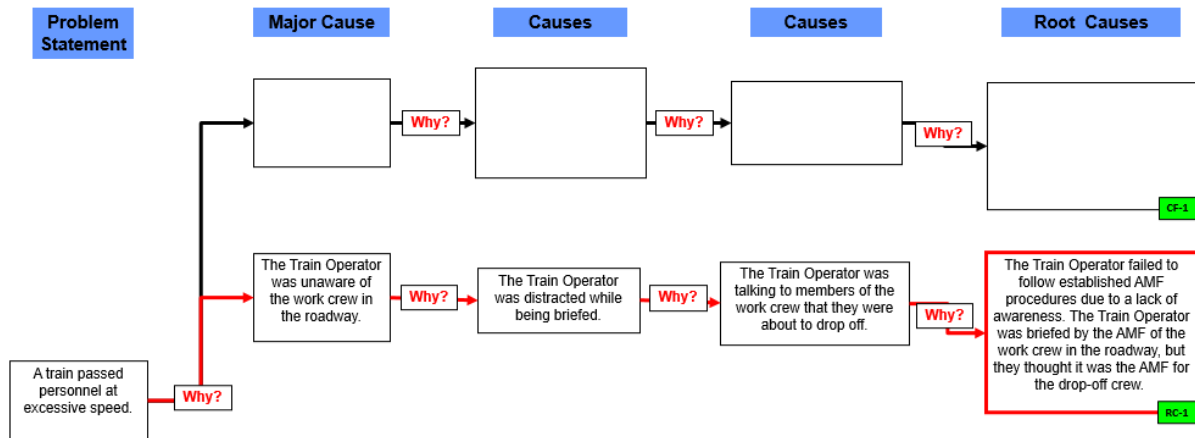 Problem
Statement
Major Cause
Causes
Causes
Root Causes
Why?
Why?
Why?
CF-1
The Train Operator
was unaware of
the work crew in
the roadway.
Why?
The Train Operator
was distracted while
being briefed.
Why?
The Train Operator was
talking to members of the
work crew that they were
about to drop off.
Why?
The Train Operator failed to
follow established AMF
procedures due to a lack of
awareness. The Train Operator
was briefed by the AMF of the
work crew in the roadway, but
they thought it was the AMF for
the drop-off crew.
RC-1
A train passed
personnel at
excessive speed.
Why?